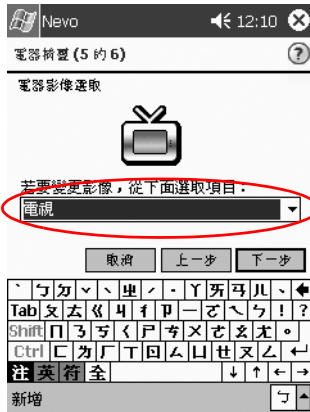 Nevo 12:10
電器摘要 (5 的 6)
電器影像選取
若要變更影像，從下面選取項目：
電視
取消 上一步 下一步
ˋ ㄅ ㄉ ˇ ˋ ㄓ ˊ ˙ ㄚ ㄞ ㄢ ㄦ 、
Tab ㄆ ㄊ ㄍ ㄐ ㄔ ㄗ ㄧ ㄛ ㄟ ㄣ ! ?
Shift ㄇ ㄋ ㄎ ㄑ ㄕ ㄘ ㄨ ㄜ ㄠ ㄤ 。
Ctrl ㄈ ㄌ ㄏ ㄒ ㄖ ㄙ ㄩ ㄝ ㄡ ㄥ ↵
注 英 符 全 ↓ ↑ ← →
新增 ㄅ